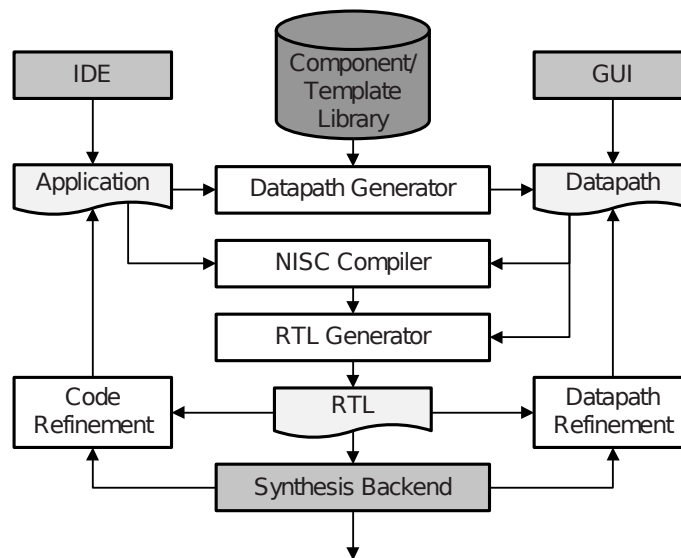 IDE
Component/
Template
Library
GUI
Application
Datapath Generator
Datapath
NISC Compiler
RTL Generator
Code
Refinement
RTL
Datapath
Refinement
Synthesis Backend